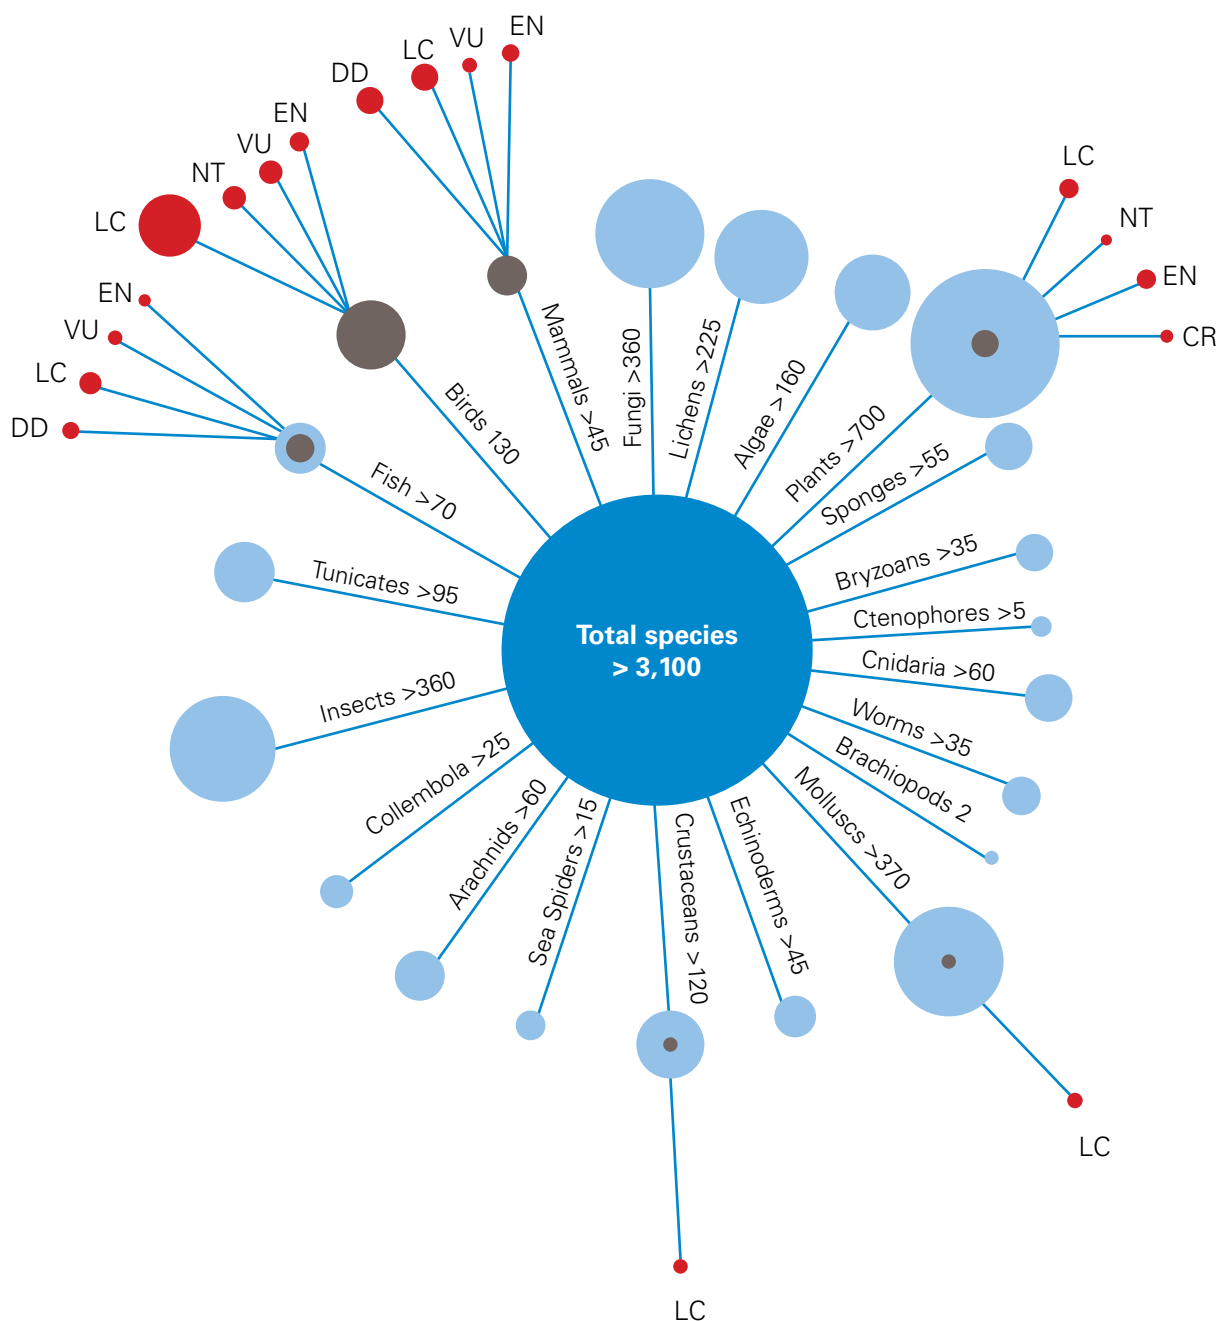 EN
VU
LC
DD
EN
VU
NT
LC
EN
VU
LC
DD
LC
NT
EN
CR
Mammals >45
Fungi >360
Lichens >225
Algae >160
Plants >700
Sponges >55
Bryzoans >35
Ctenophores >5
Cnidaria >60
Worms >35
Brachiopods 2
Molluscs >370
LC
Echinoderms >45
Crustaceans >120
LC
Sea Spiders >15
Arachnids >60
Collembola >25
Insects >360
Tunicates >95
Fish >70
Birds 130
Total species
> 3,100